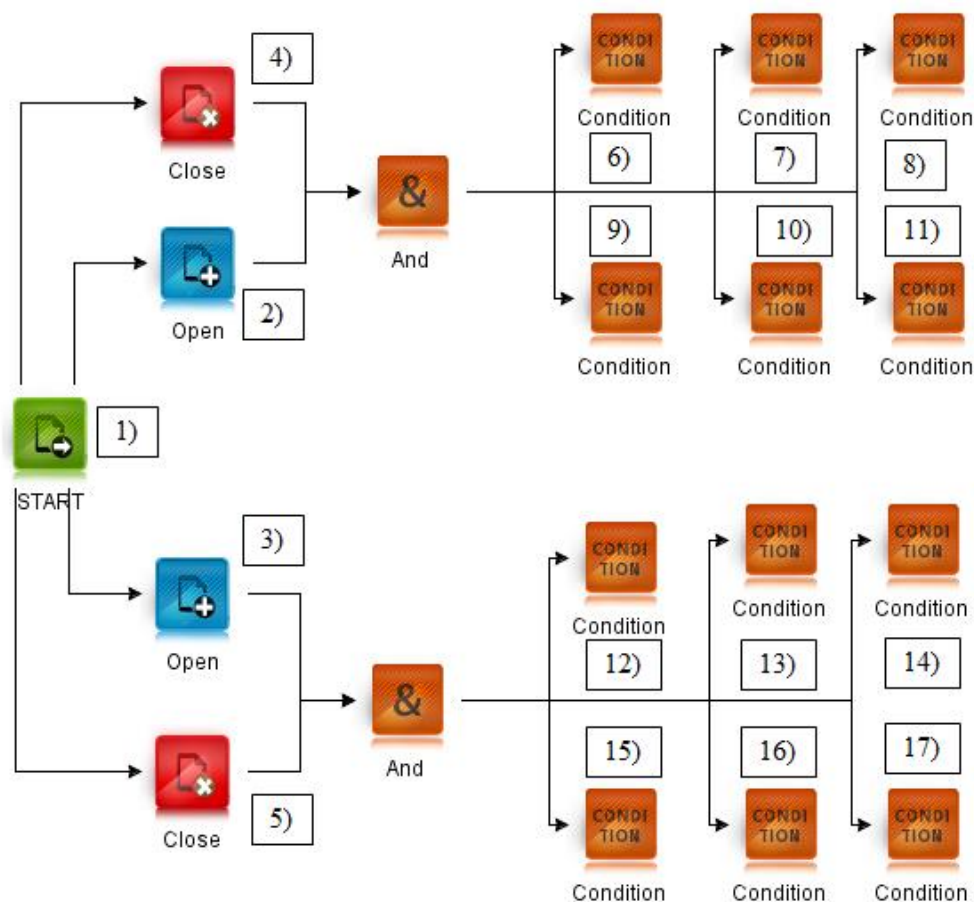 CONDI
TION
CONDI
TION
CONDI
TION
4)
Condition
Condition
Condition
Close
6)
7)
8)
&
And
9)
10)
11)
2)
Open
CONDI
TION
CONDI
TION
CONDI
TION
Condition
Condition
Condition
1)
START
3)
CONDI
TION
CONDI
TION
CONDI
TION
Condition
Condition
Condition
Open
12)
13)
14)
&
And
15)
16)
17)
5)
Close
CONDI
TION
CONDI
TION
CONDI
TION
Condition
Condition
Condition